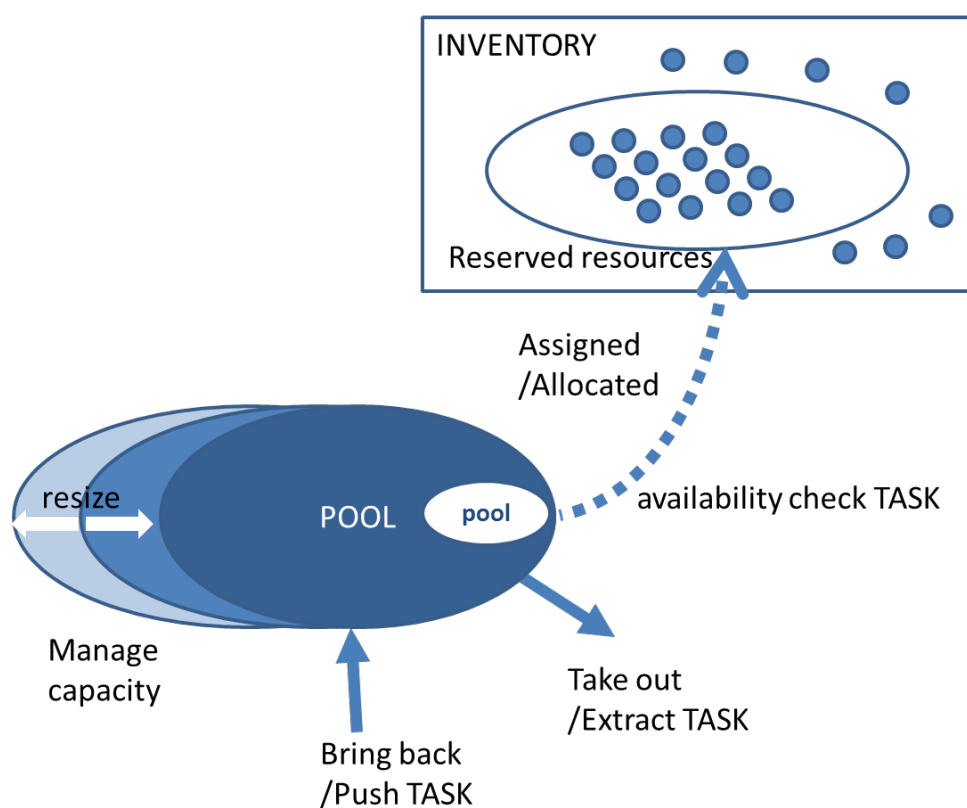 INVENTORY
Reserved resources
Assigned
/Allocated
availability check TASK
resize
POOL
pool
Manage
capacity
Take out
/Extract TASK
Bring back
/Push TASK